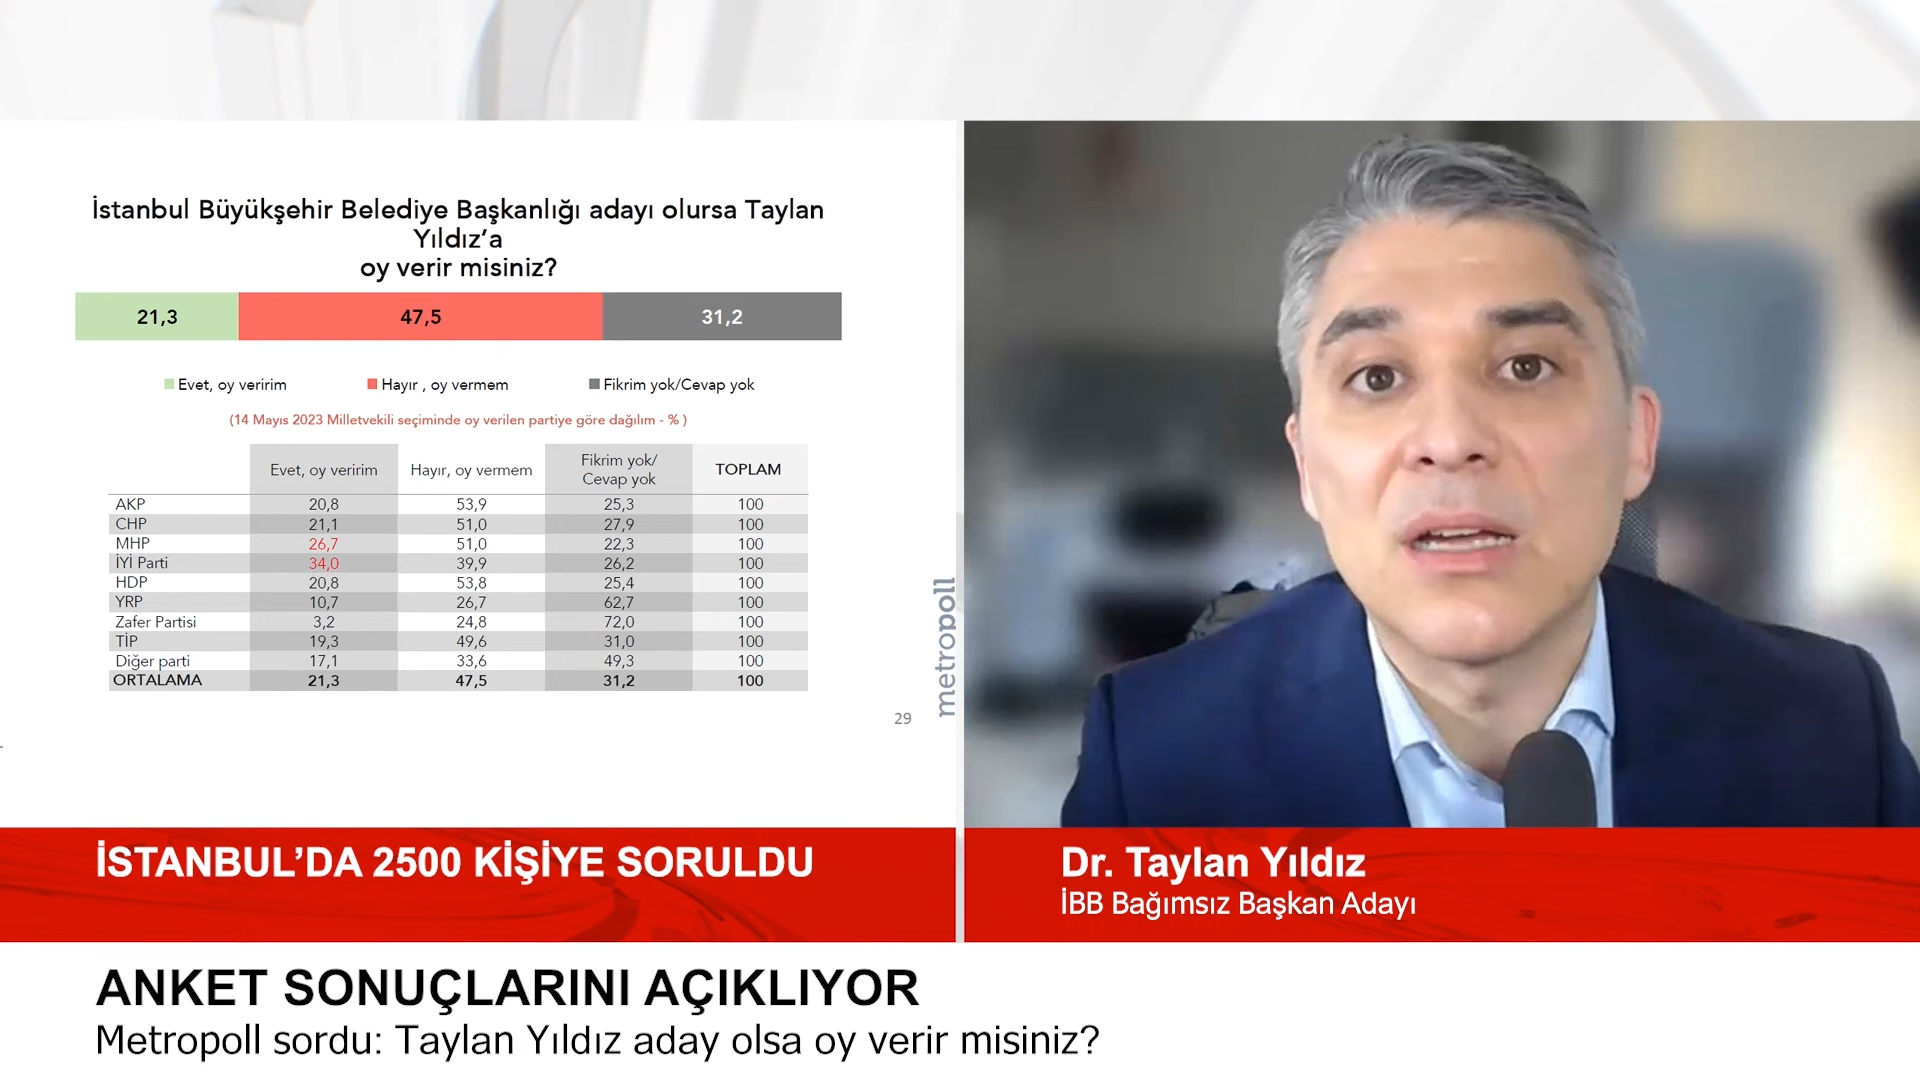 İstanbul Büyükşehir Belediye Başkanlığı adayı olursa Taylan
Yıldız’a
oy verir misiniz?
21,3 47,5 31,2
Evet, oy veririm Hayır , oy vermem Fikrim yok/Cevap yok
(14 Mayıs 2023 Milletvekili seçiminde oy verilen partiye göre dağılım - % )
Evet, oy veririm Hayır, oy vermem Fikrim yok/ Cevap yok TOPLAM
AKP 20,8 53,9 25,3 100
CHP 21,1 51,0 27,9 100
MHP 26,7 51,0 22,3 100
İYİ Parti 34,0 39,9 26,2 100
HDP 20,8 53,8 25,4 100
YRP 10,7 26,7 62,7 100
Zafer Partisi 3,2 24,8 72,0 100
TİP 19,3 49,6 31,0 100
Diğer parti 17,1 33,6 49,3 100
ORTALAMA 21,3 47,5 31,2 100
29
metropoll
İSTANBUL’DA 2500 KİŞİYE SORULDU
Dr. Taylan Yıldız
İBB Bağımsız Başkan Adayı
ANKET SONUÇLARINI AÇIKLIYOR
Metropoll sordu: Taylan Yıldız aday olsa oy verir misiniz?